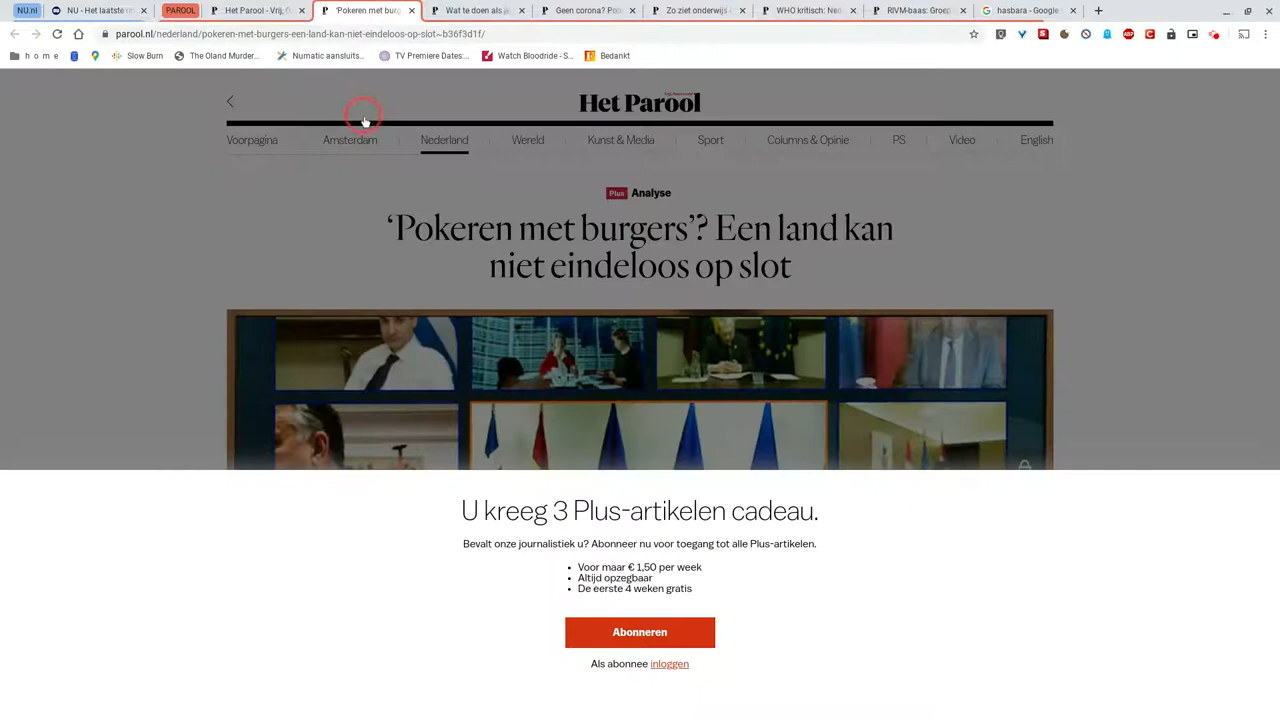 NU.nl
NU - Het laatste
PAROOL
Het Parool - Vrij,
'Pokeren met burg
Wat te doen als je
Geen corona?
Zo ziet onderwijs
WHO kritisch:
RIVM-baas: Groep
hasbara - Google
parool.nl/nederland/pokeren-met-burgers-een-land-kan-niet-eindeloos-op-slot~b36f3d1f/
h o m e
Slow Burn
The Oland Murder...
Numatic aansluits...
TV Premiere Dates:...
Watch Bloodride - S...
Bedankt
Het Parool
Voorpagina
Amsterdam
Nederland
Wereld
Kunst & Media
Sport
Columns & Opinie
PS
Video
English
Plus Analyse
‘Pokeren met burgers’? Een land kan
niet eindeloos op slot
U kreeg 3 Plus-artikelen cadeau.
Bevalt onze journalistiek u? Abonneer nu voor toegang tot alle Plus-artikelen.
• Voor maar € 1,50 per week
• Altijd opzegbaar
• De eerste 4 weken gratis
Abonneren
Als abonnee inloggen